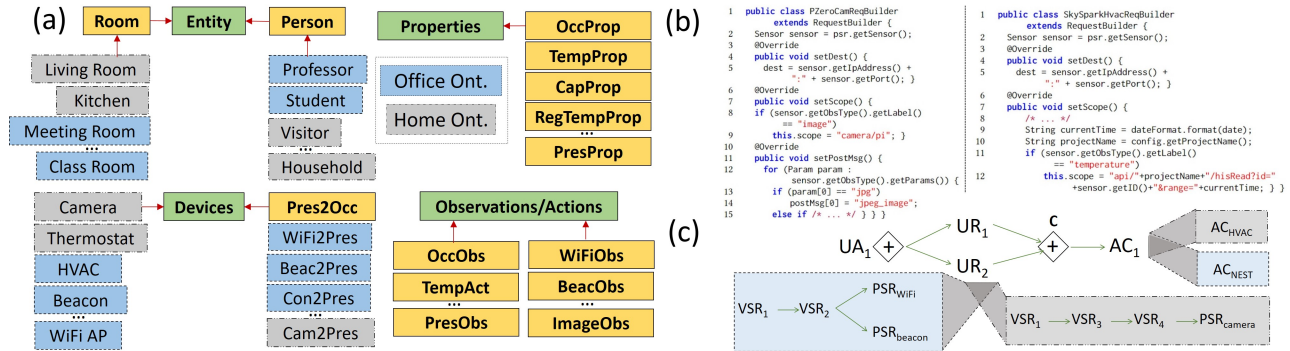 (a)
Room
Entity
Person
Living Room
Kitchen
Meeting Room
...
Class Room
Professor
Student
Visitor
...
Household
Properties
OccProp
TempProp
CapProp
RegTempProp
...
PresProp
Office Ont.
Home Ont.
Camera
Devices
Pres2Occ
Thermostat
HVAC
Beacon
...
WiFi AP
WiFi2Pres
Beac2Pres
Con2Pres
...
Cam2Pres
Observations/Actions
OccObs
TempAct
...
PresObs
WiFiObs
BeacObs
...
ImageObs
(b)
1 public class PZeroCamReqBuilder
extends RequestBuilder {
2 Sensor sensor = psr.getSensor();
3 @Override
4 public void setDest() {
5 dest = sensor.getIpAddress() +
":" + sensor.getPort(); }
6 @Override
7 public void setScope() {
8 if (sensor.getObsType().getLabel()
== "image")
9 this.scope = "camera/pi"; }
10 @Override
11 public void setPostMsg() {
12 for (Param param :
sensor.getObsType().getParams()) {
13 if (param[0] == "jpg")
14 postMsg[0] = "jpeg_image";
15 else if /* ... */ } } }
1 public class SkySparkHvacReqBuilder
extends RequestBuilder {
2 Sensor sensor = psr.getSensor();
3 @Override
4 public void setDest() {
5 dest = sensor.getIpAddress() +
":" + sensor.getPort(); }
6 @Override
7 public void setScope() {
8 /* ... */
9 String currentTime = dateFormat.format(date);
10 String projectName = config.getProjectName();
11 if (sensor.getObsType().getLabel()
== "temperature")
12 this.scope = "api/"+projectName+"/hisRead?id="
+sensor.getID()+"&range="+currentTime; } }
(c)
UA1
+
UR1
UR2
C
+
AC1
ACHVAC
ACNEST
VSR1
VSR2
PSRWiFi
PSRbeacon
VSR1
VSR3
VSR4
PSRcamera